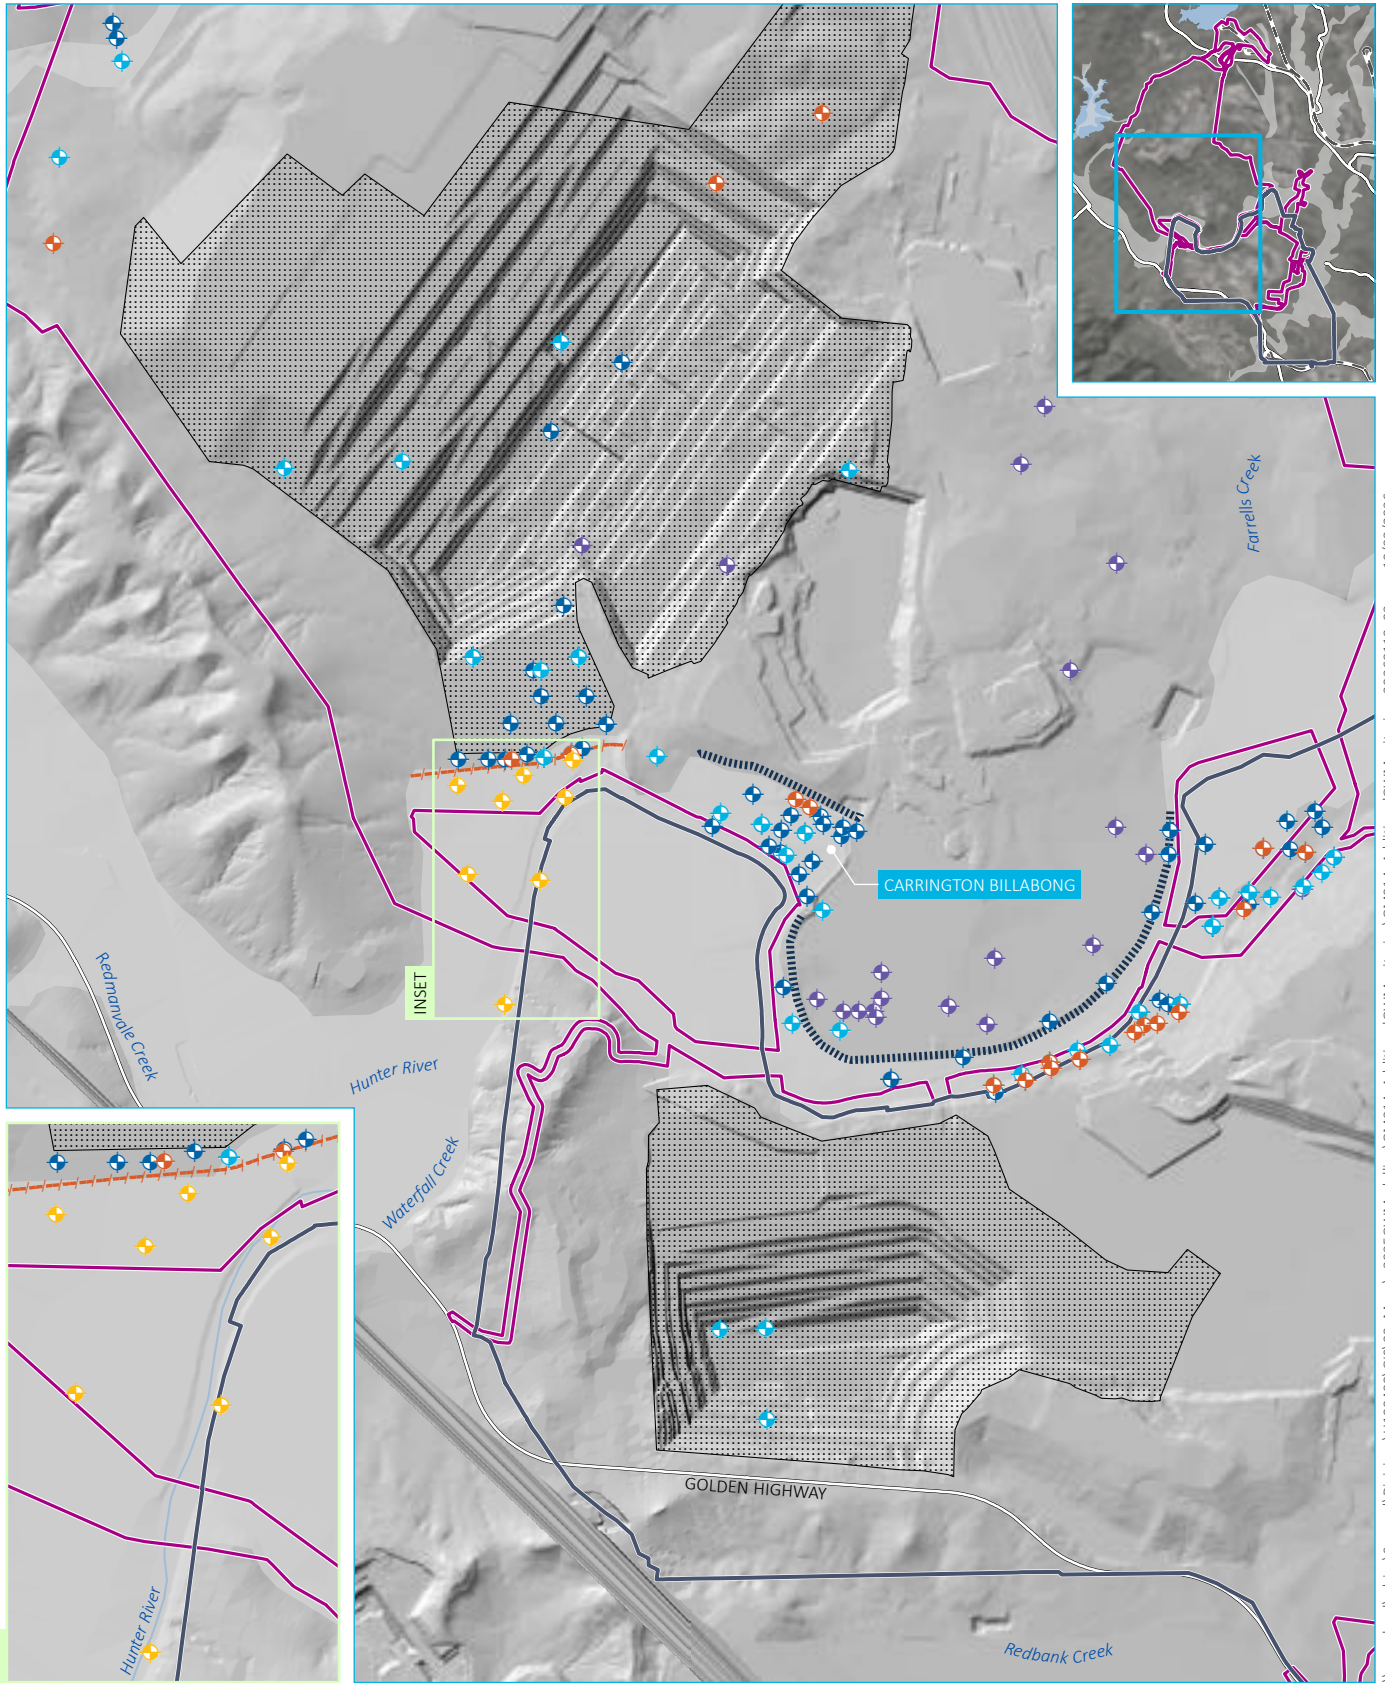 Farrells Creek
CARRINGTON BILLABONG
INSET
Redmanvale Creek
Hunter River
Waterfall Creek
GOLDEN HIGHWAY
Hunter River
Redbank Creek